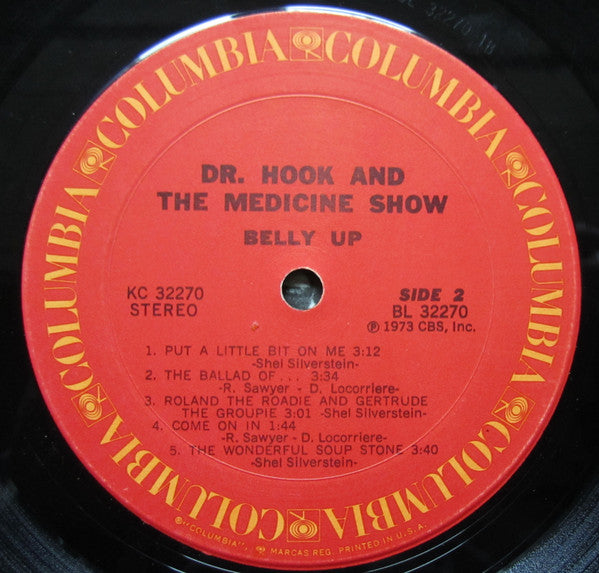 COLUMBIA COLUMBIA COLUMBIA COLUMBIA COLUMBIA COLUMBIA
DR. HOOK AND
THE MEDICINE SHOW
BELLY UP
KC 32270
STEREO
SIDE 2
BL 32270
Ⓟ 1973 CBS, Inc.
1. PUT A LITTLE BIT ON ME 3:12
-Shel Silverstein-
2. THE BALLAD OF . . . 3:34
-R. Sawyer - D. Locorriere-
3. ROLAND THE ROADIE AND GERTRUDE
THE GROUPIE 3:01 -Shel Silverstein-
4. COME ON IN 1:44
-R. Sawyer - D. Locorriere-
5. THE WONDERFUL SOUP STONE 3:40
-Shel Silverstein-
®"COLUMBIA", MARCAS REG. PRINTED IN U.S.A.